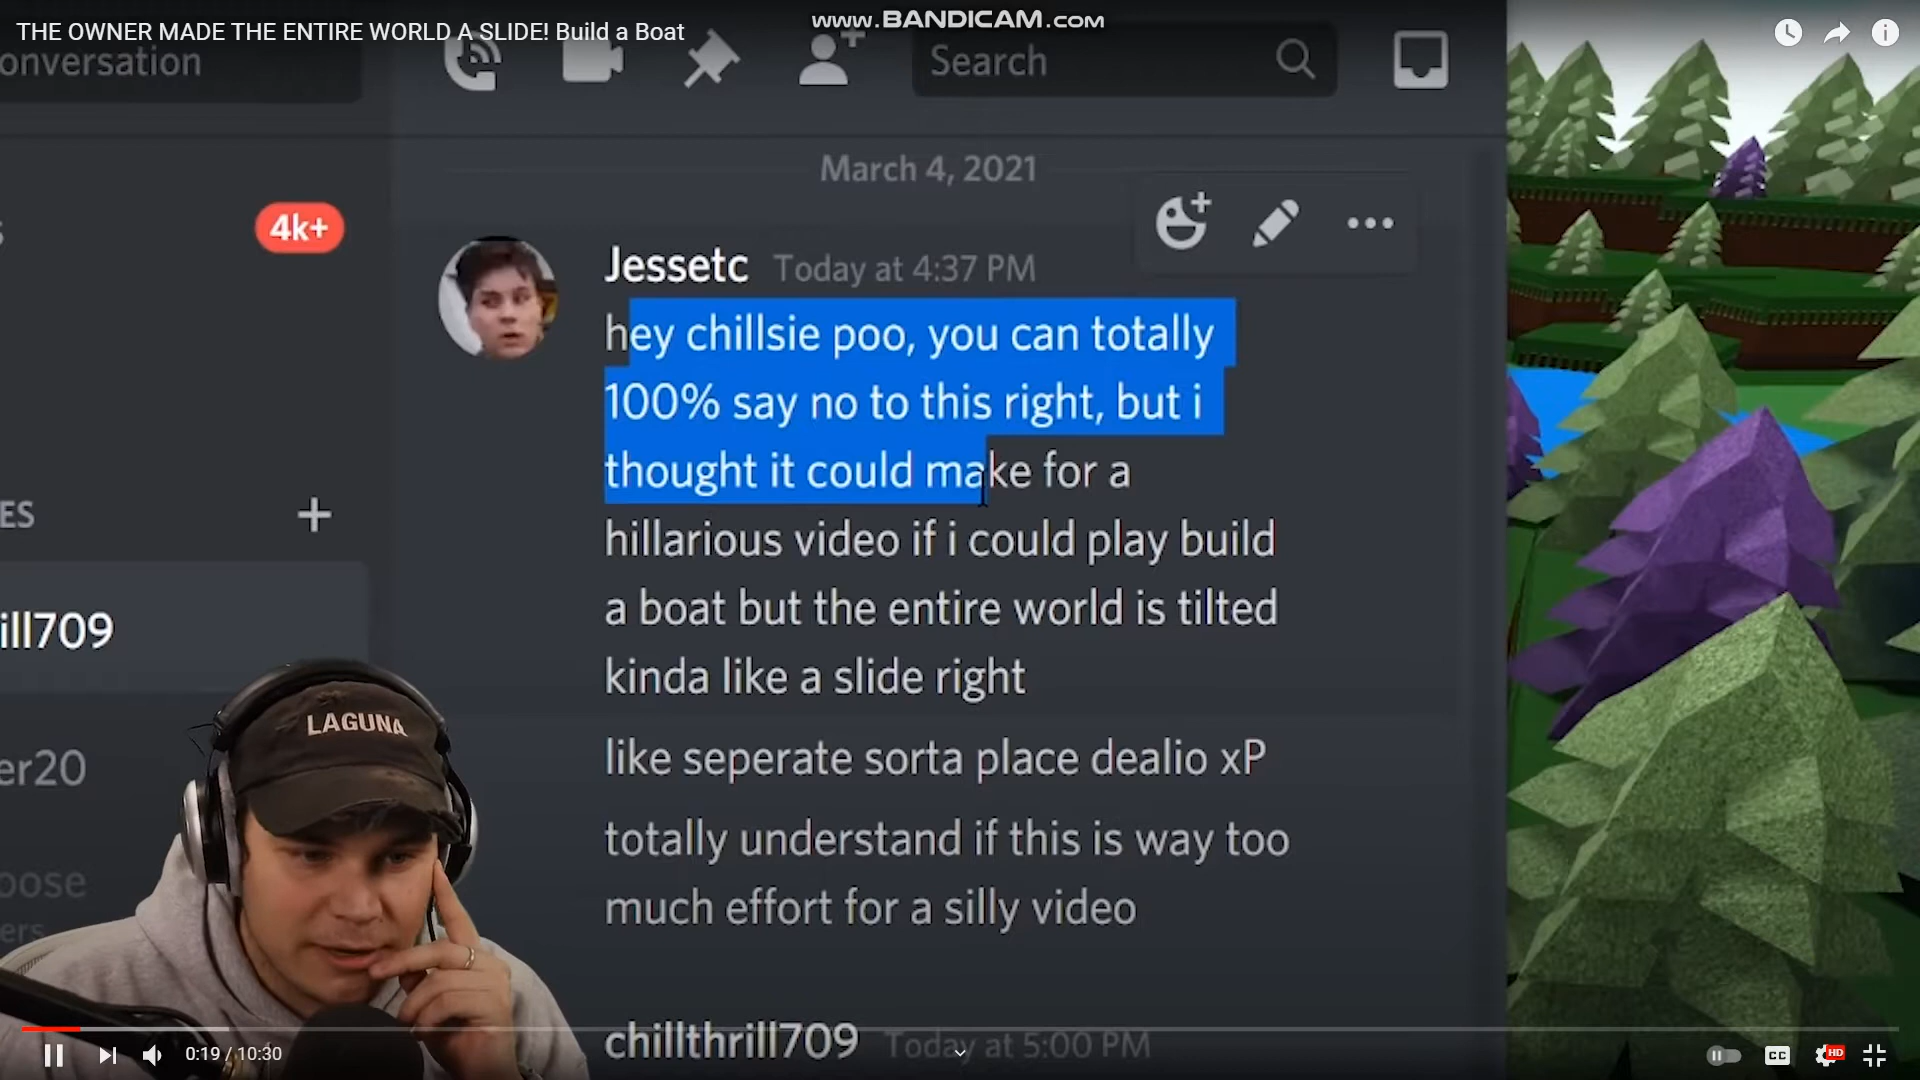 www.BANDICAM.com
THE OWNER MADE THE ENTIRE WORLD A SLIDE! Build a Boat
onversation
Search
March 4, 2021
4k+
Jessetc Today at 4:37 PM
hey chillsie poo, you can totally
100% say no to this right, but i
thought it could make for a
hillarious video if i could play build
a boat but the entire world is tilted
kinda like a slide right
like seperate sorta place dealio xP
totally understand if this is way too
much effort for a silly video
chillthrill709 Today at 5:00 PM
ES
ill709
er20
oose
ers
LAGUNA
0:19 / 10:30
CC
HD